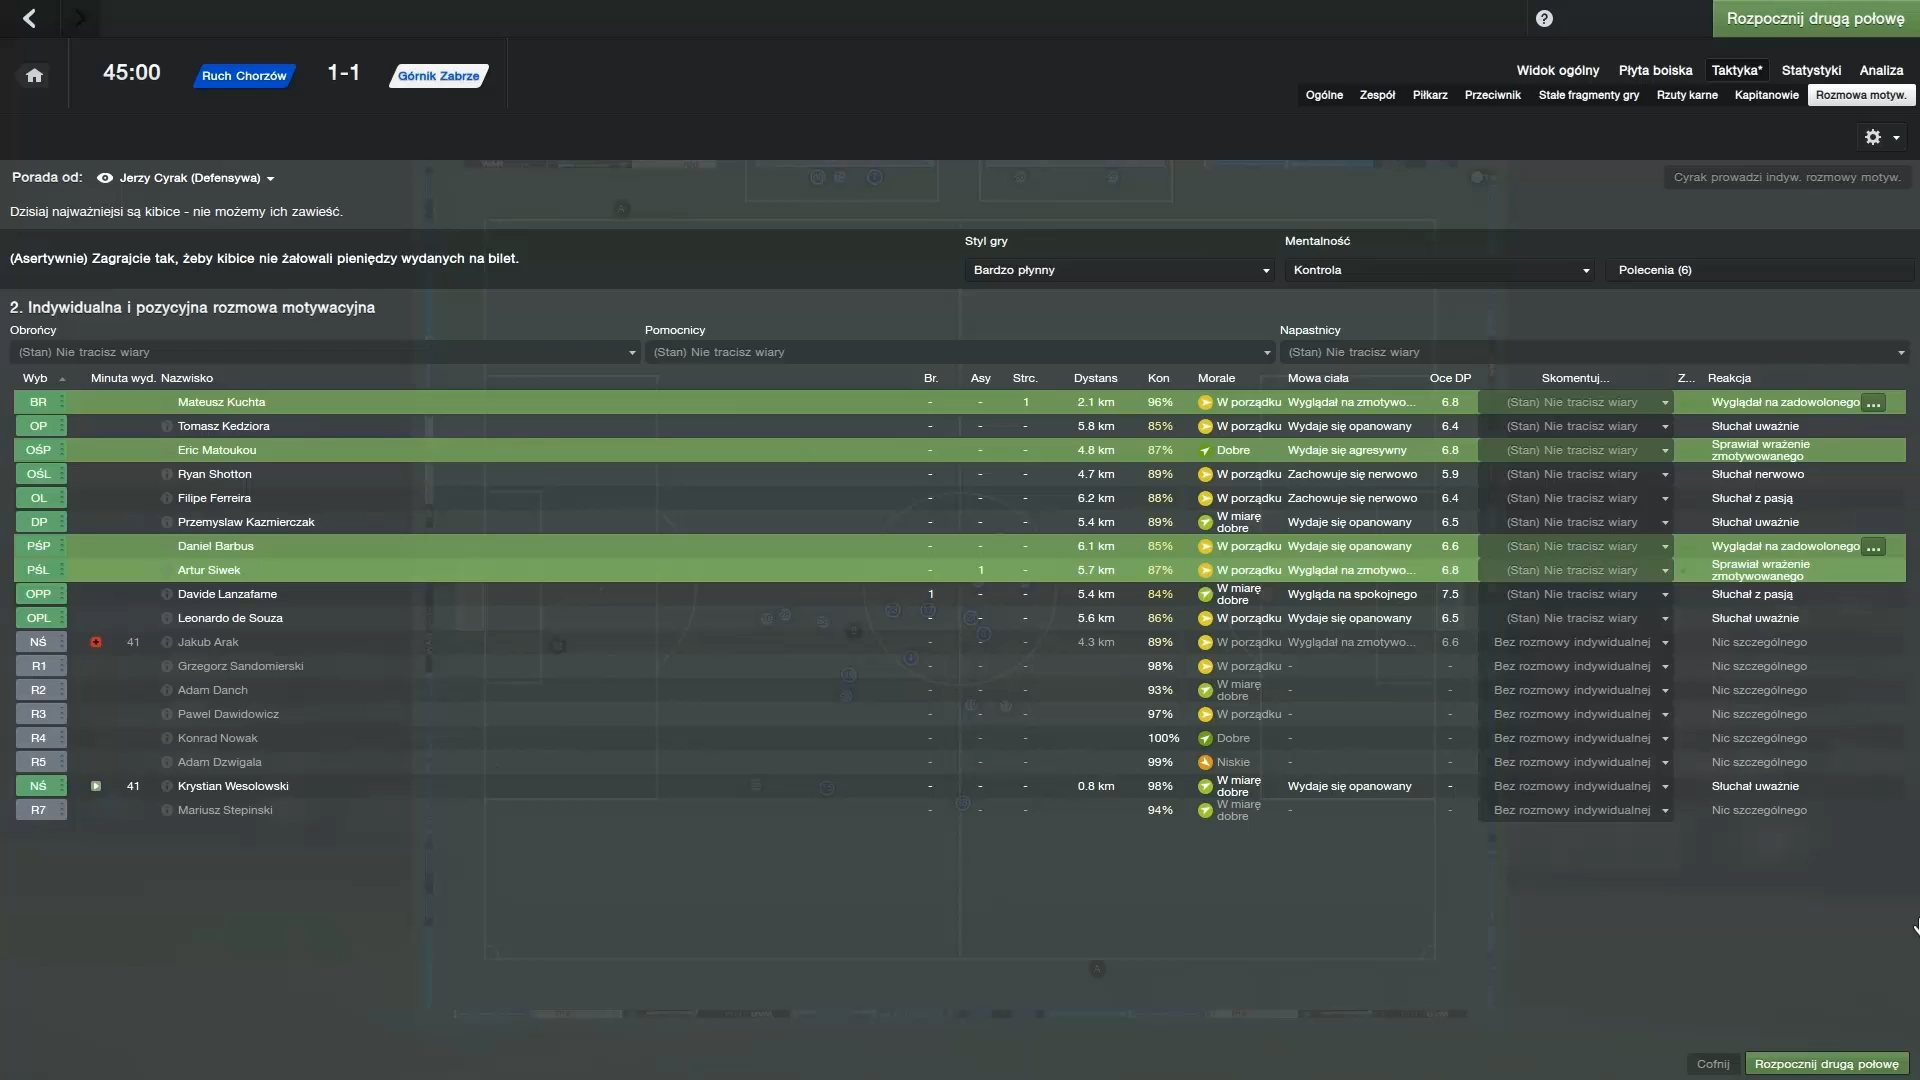 Rozpocznij drugą połowę
45:00 Ruch Chorzów 1-1 Górnik Zabrze
Widok ogólny Płyta boiska Taktyka* Statystyki Analiza
Ogólne Zespół Piłkarz Przeciwnik Stałe fragmenty gry Rzuty karne Kapitanowie Rozmowa motyw.
Porada od: Jerzy Cyrak (Defensywa) Cyrak prowadzi indyw. rozmowy motyw.
Dzisiaj najważniejsi są kibice - nie możemy ich zawieść.
Styl gry Mentalność
(Asertywnie) Zagrajcie tak, żeby kibice nie żałowali pieniędzy wydanych na bilet.
Bardzo płynny Kontrola Polecenia (6)
2. Indywidualna i pozycyjna rozmowa motywacyjna
Obrońcy Pomocnicy Napastnicy
(Stan) Nie tracisz wiary (Stan) Nie tracisz wiary (Stan) Nie tracisz wiary
Wyb Minuta wyd. Nazwisko Br. Asy Strc. Dystans Kon Morale Mowa ciała Oce DP Skomentuj... Z... Reakcja
BR Mateusz Kuchta - - 1 2.1 km 96% W porządku Wyglądał na zmotywo... 6.8 (Stan) Nie tracisz wiary Wyglądał na zadowolonego ...
OP Tomasz Kedziora - - - 5.8 km 85% W porządku Wydaje się opanowany 6.4 (Stan) Nie tracisz wiary Słuchał uważnie
OŚP Eric Matoukou - - - 4.8 km 87% Dobre Wydaje się agresywny 6.8 (Stan) Nie tracisz wiary Sprawiał wrażenie zmotywowanego
OŚL Ryan Shotton - - - 4.7 km 89% W porządku Zachowuje się nerwowo 5.9 (Stan) Nie tracisz wiary Słuchał nerwowo
OL Filipe Ferreira - - - 6.2 km 88% W porządku Zachowuje się nerwowo 6.4 (Stan) Nie tracisz wiary Słuchał z pasją
DP Przemyslaw Kazmierczak - - - 5.4 km 89% W miarę dobre Wydaje się opanowany 6.5 (Stan) Nie tracisz wiary Słuchał uważnie
PŚP Daniel Barbus - - - 6.1 km 85% W porządku Wydaje się opanowany 6.6 (Stan) Nie tracisz wiary Wyglądał na zadowolonego ...
PŚL Artur Siwek - 1 - 5.7 km 87% W porządku Wyglądał na zmotywo... 6.8 (Stan) Nie tracisz wiary Sprawiał wrażenie zmotywowanego
OPP Davide Lanzafame 1 - - 5.4 km 84% W miarę dobre Wygląda na spokojnego 7.5 (Stan) Nie tracisz wiary Słuchał z pasją
OPL Leonardo de Souza - - - 5.6 km 86% W porządku Wydaje się opanowany 6.5 (Stan) Nie tracisz wiary Słuchał uważnie
NŚ 41 Jakub Arak - - - 4.3 km 89% W porządku Wyglądał na zmotywo... 6.6 Bez rozmowy indywidualnej Nic szczególnego
R1 Grzegorz Sandomierski - - - 98% W porządku - - Bez rozmowy indywidualnej Nic szczególnego
R2 Adam Danch - - - 93% W miarę dobre - - Bez rozmowy indywidualnej Nic szczególnego
R3 Pawel Dawidowicz - - - 97% W porządku - - Bez rozmowy indywidualnej Nic szczególnego
R4 Konrad Nowak - - - 100% Dobre - - Bez rozmowy indywidualnej Nic szczególnego
R5 Adam Dzwigala - - - 99% Niskie - - Bez rozmowy indywidualnej Nic szczególnego
NŚ 41 Krystian Wesolowski - - - 0.8 km 98% W miarę dobre Wydaje się opanowany - Bez rozmowy indywidualnej Słuchał uważnie
R7 Mariusz Stepinski - - - 94% W miarę dobre - - Bez rozmowy indywidualnej Nic szczególnego
Cofnij Rozpocznij drugą połowę